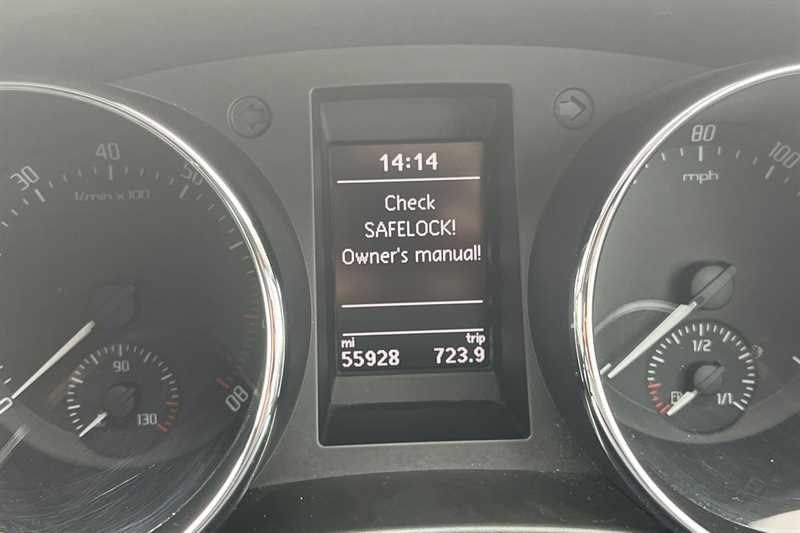 14:14
Check
SAFELOCK!
Owner's manual!
mi trip
55928 723.9
30 40 50
1/min x 100
80
90
130
80 100
mph
1/2
1/1